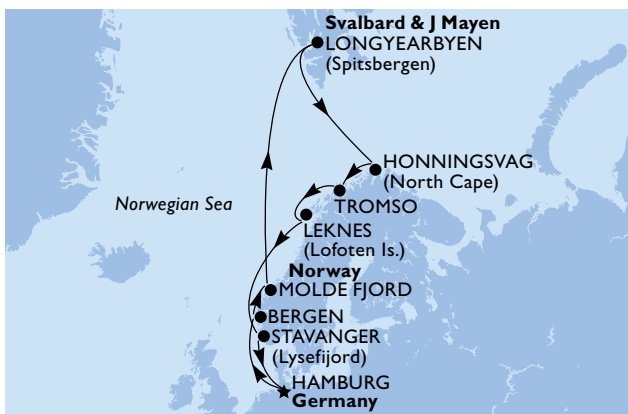 Svalbard & J Mayen
LONGYEARBYEN
(Spitsbergen)
HONNINGSVAG
(North Cape)
TROMSO
Norwegian Sea
LEKNES
(Lofoten Is.)
Norway
MOLDE FJORD
BERGEN
STAVANGER
(Lysefijord)
HAMBURG
Germany